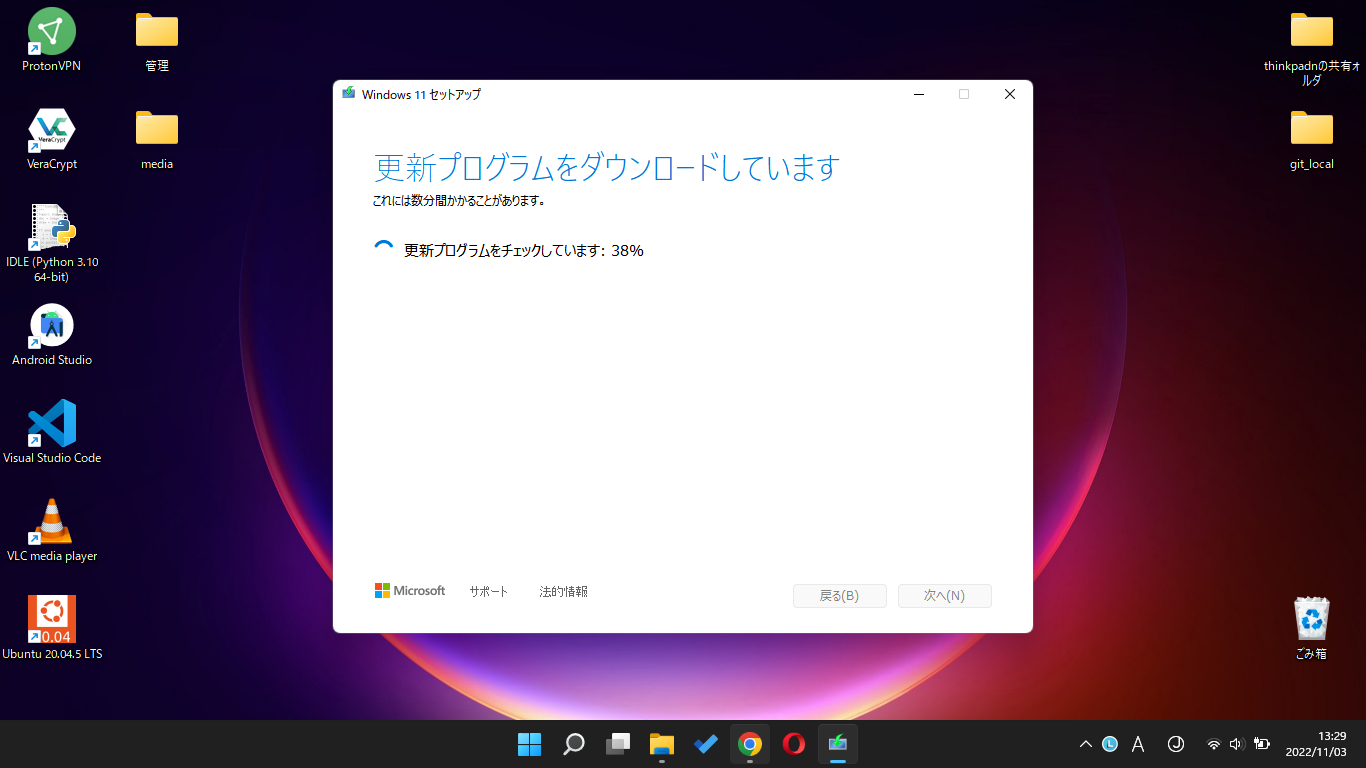 ProtonVPN
管理
VeraCrypt
VeraCrypt
media
IDLE (Python 3.10
64-bit)
Android Studio
Visual Studio Code
VLC media player
0.04
Ubuntu 20.04.5 LTS
Windows 11 セットアップ
更新プログラムをダウンロードしています
これには数分間かかることがあります。
更新プログラムをチェックしています: 38%
Microsoft
サポート
法的情報
戻る(B)
次へ(N)
thinkpadnの共有フォ
ルダ
git_local
ごみ箱
L
A
J
13:29
2022/11/03